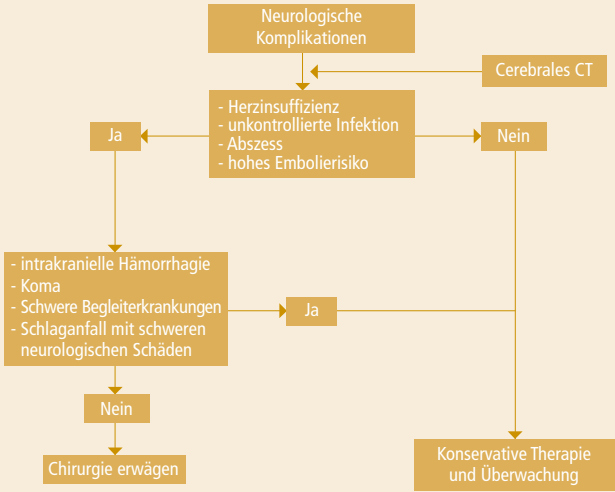 Neurologische
Komplikationen
Cerebrales CT
- Herzinsuffizienz
- unkontrollierte Infektion
- Abszess
- hohes Embolierisiko
Ja
Nein
- intrakranielle Hämorrhagie
- Koma
- Schwere Begleiterkrankungen
- Schlaganfall mit schweren
neurologischen Schäden
Ja
Nein
Chirurgie erwägen
Konservative Therapie
und Überwachung